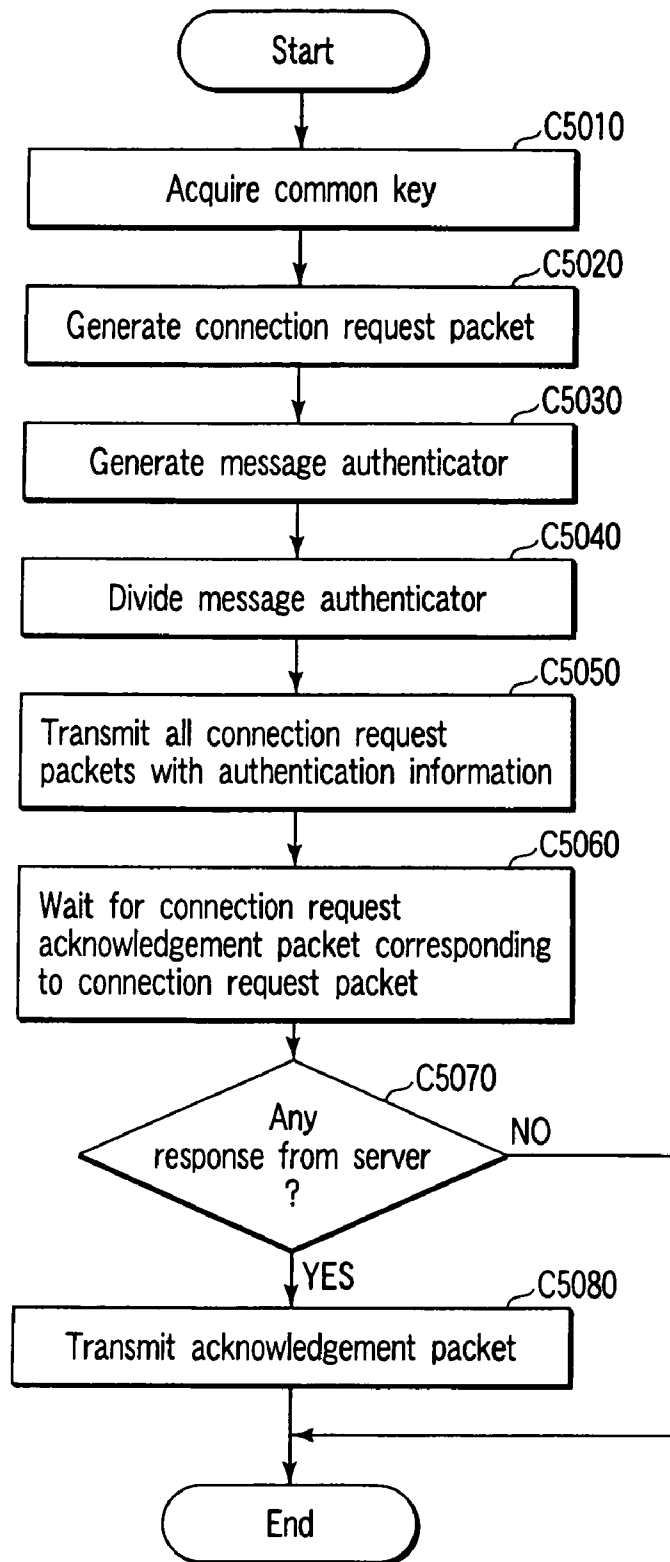 Start
C5010
Acquire common key
C5020
Generate connection request packet
C5030
Generate message authenticator
C5040
Divide message authenticator
C5050
Transmit all connection request
packets with authentication information
C5060
Wait for connection request
acknowledgement packet corresponding
to connection request packet
C5070
Any
response from server
?
NO
YES
C5080
Transmit acknowledgement packet
End